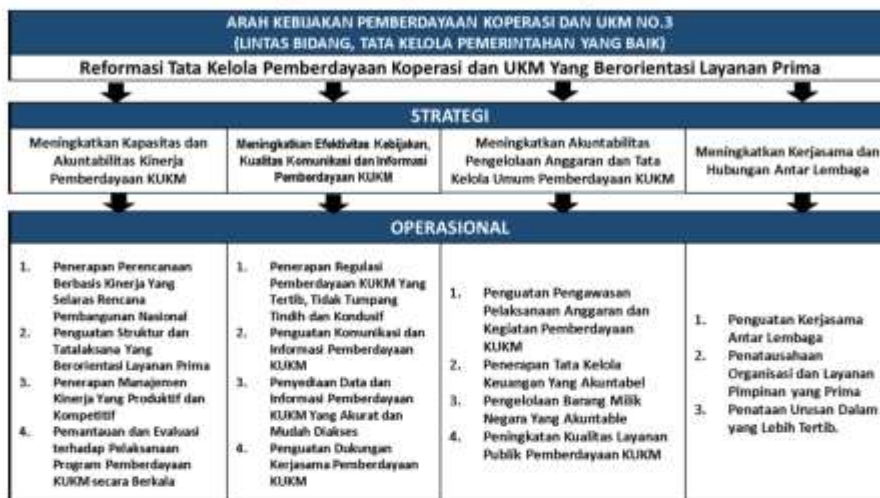 ARAH KEBIJAKAN PEMBERDAYAAN KOPERASI DAN UKM NO.3
(LINTAS BIDANG, TATA KELOLA PEMERINTAHAN YANG BAIK)
Reformasi Tata Kelola Pemberdayaan Koperasi dan UKM Yang Berorientasi Layanan Prima
STRATEGI
Meningkatkan Kapasitas dan
Akuntabilitas Kinerja
Pemberdayaan KUKM
Meningkatkan Efektivitas Kebijakan,
Kualitas Komunikasi dan Informasi
Pemberdayaan KUKM
Meningkatkan Akuntabilitas
Pengelolaan Anggaran dan Tata
Kelola Umum Pemberdayaan KUKM
Meningkatkan Kerjasama dan
Hubungan Antar Lembaga
OPERASIONAL
1. Penerapan Perencanaan
Berbasis Kinerja Yang
Selaras Rencana
Pembangunan Nasional
2. Penguatan Struktur dan
Tatalaksana Yang
Berorientasi Layanan Prima
3. Penerapan Manajemen
Kinerja Yang Produktif dan
Kompetitif
4. Pemantauan dan Evaluasi
terhadap Pelaksanaan
Program Pemberdayaan
KUKM secara Berkala
1. Penerapan Regulasi
Pemberdayaan KUKM Yang
Tertib, Tidak Tumpang
Tindih dan Kondusif
2. Penguatan Komunikasi dan
Informasi Pemberdayaan
KUKM
3. Penyediaan Data dan
Informasi Pemberdayaan
KUKM Yang Akurat dan
Mudah Diakses
4. Penguatan Dukungan
Kerjasama Pemberdayaan
KUKM
1. Penguatan Pengawasan
Pelaksanaan Anggaran dan
Kegiatan Pemberdayaan
KUKM
2. Penerapan Tata Kelola
Keuangan Yang Akuntabel
3. Pengelolaan Barang Milik
Negara Yang Akuntable
4. Peningkatan Kualitas Layanan
Publik Pemberdayaan KUKM
1. Penguatan Kerjasama
Antar Lembaga
2. Penatausahaan
Organisasi dan Layanan
Pimpinan yang Prima
3. Penataan Urusan Dalam
yang Lebih Tertib.